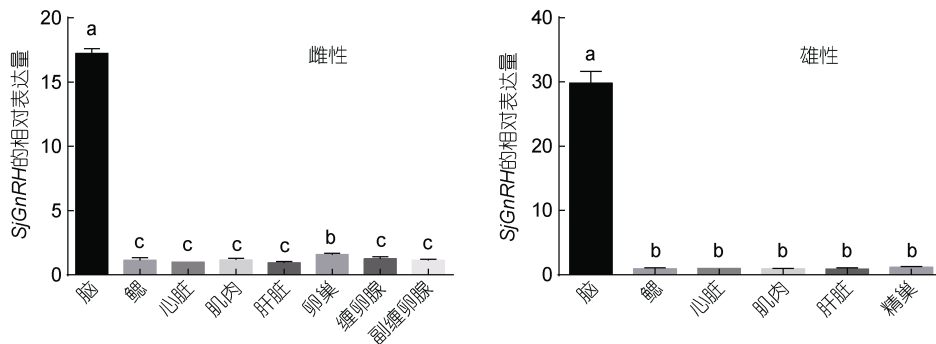 SjGnRH的相对表达量
20
15
10
5
0
雌性
a
c
c
c
c
b
c
c
脑
鳃
心脏
肌肉
肝脏
卵巢
缠卵腺
副缠卵腺
SjGnRH的相对表达量
40
30
20
10
0
雄性
a
b
b
b
b
b
脑
鳃
心脏
肌肉
肝脏
精巢